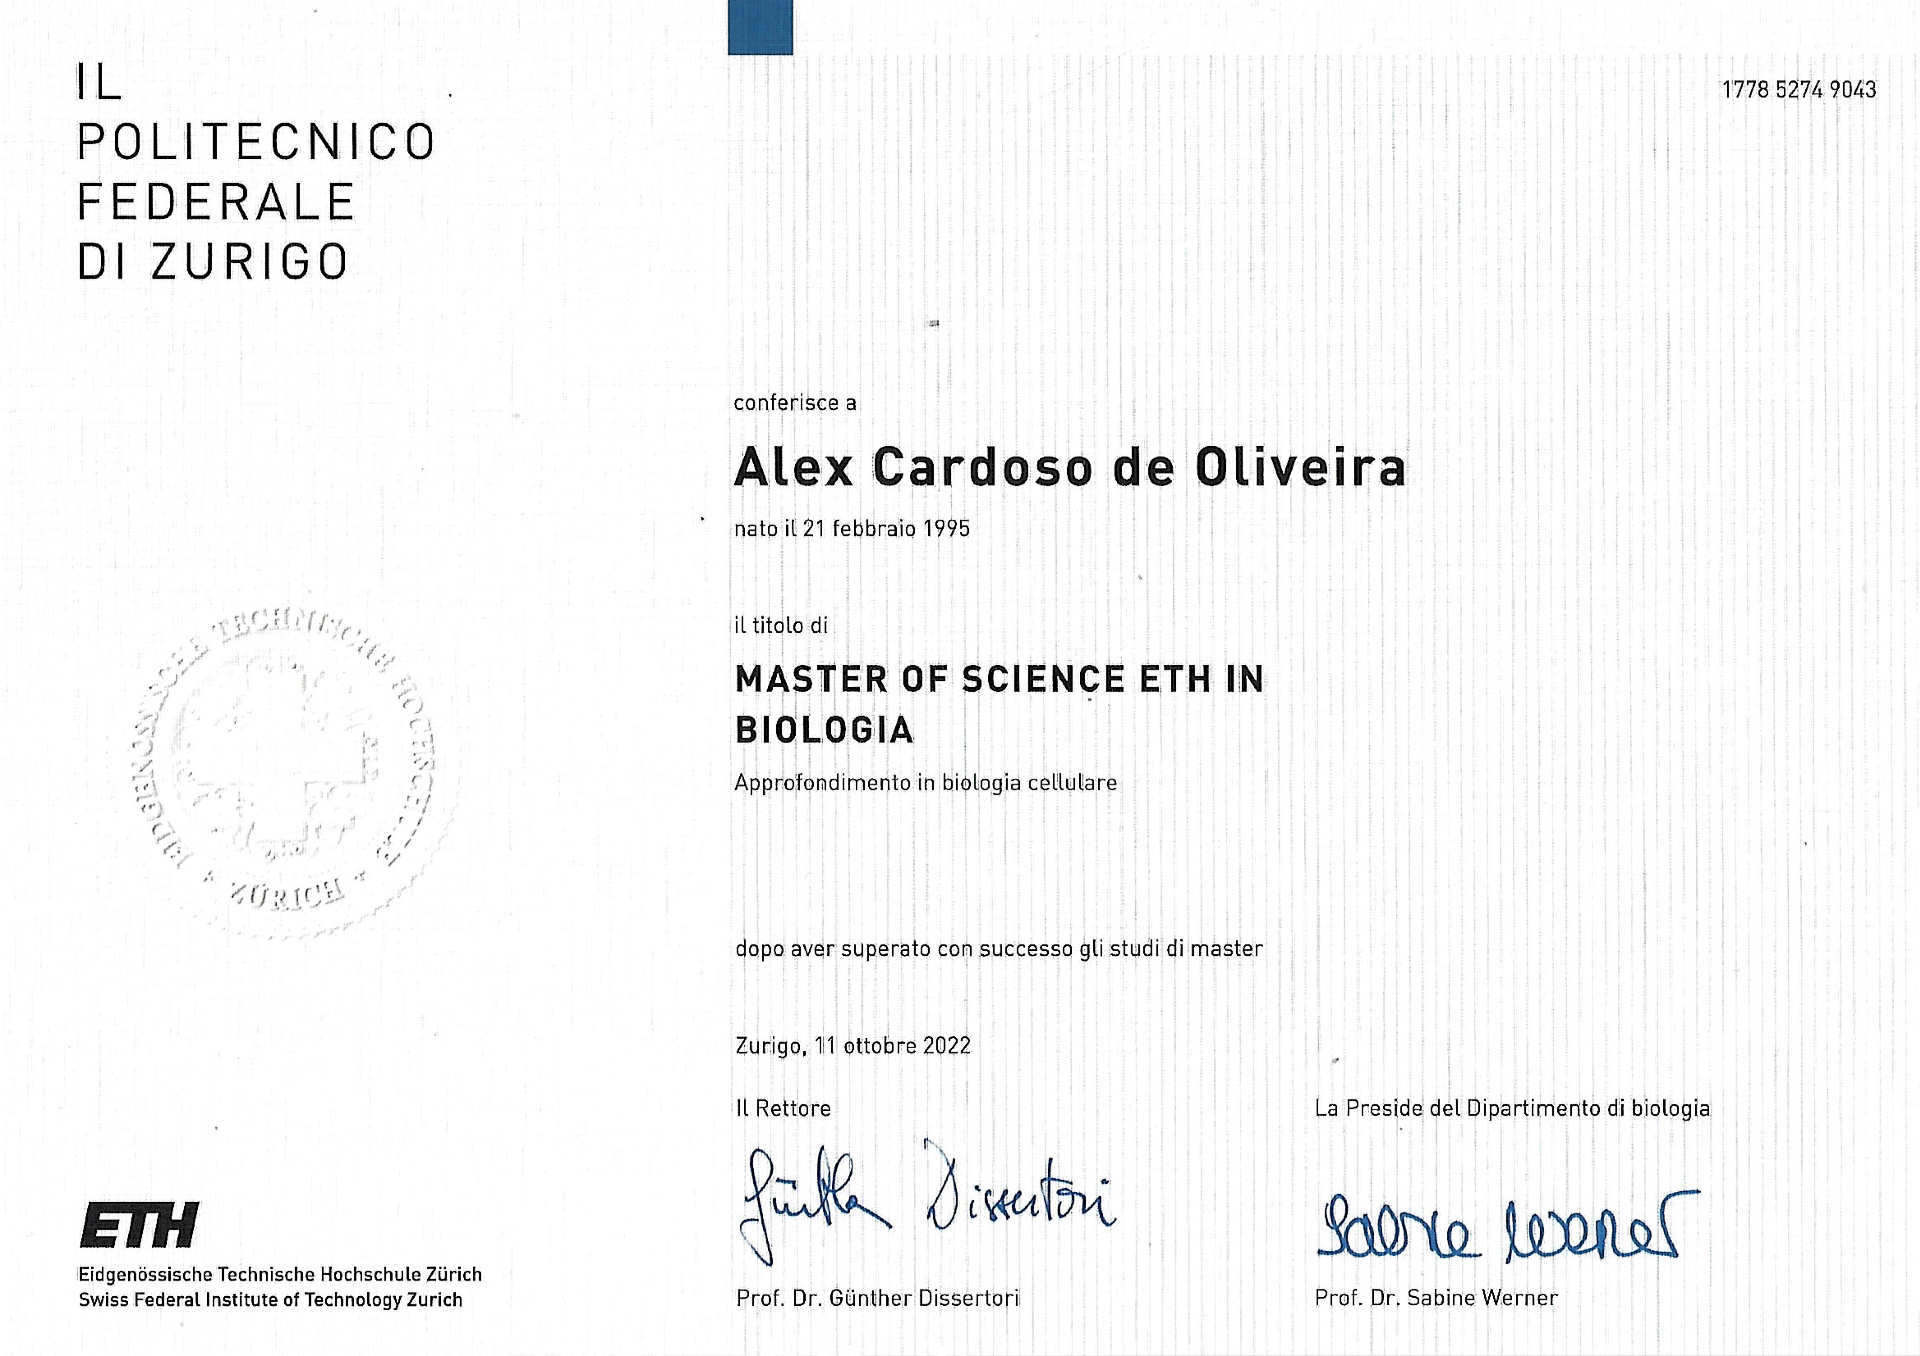 IL
POLITECNICO
FEDERALE
DI ZURIGO
1778 5274 9043
conferisce a
Alex Cardoso de Oliveira
nato il 21 febbraio 1995
il titolo di
MASTER OF SCIENCE ETH IN
BIOLOGIA
Approfondimento in biologia cellulare
EIDGENÖSSISCHE TECHNISCHE HOCHSCHULE
ZÜRICH
dopo aver superato con successo gli studi di master
Zurigo, 11 ottobre 2022
Il Rettore
La Preside del Dipartimento di biologia
Günther Dissertori
Sabine Werner
Prof. Dr. Günther Dissertori
Prof. Dr. Sabine Werner
ETH
Eidgenössische Technische Hochschule Zürich
Swiss Federal Institute of Technology Zurich